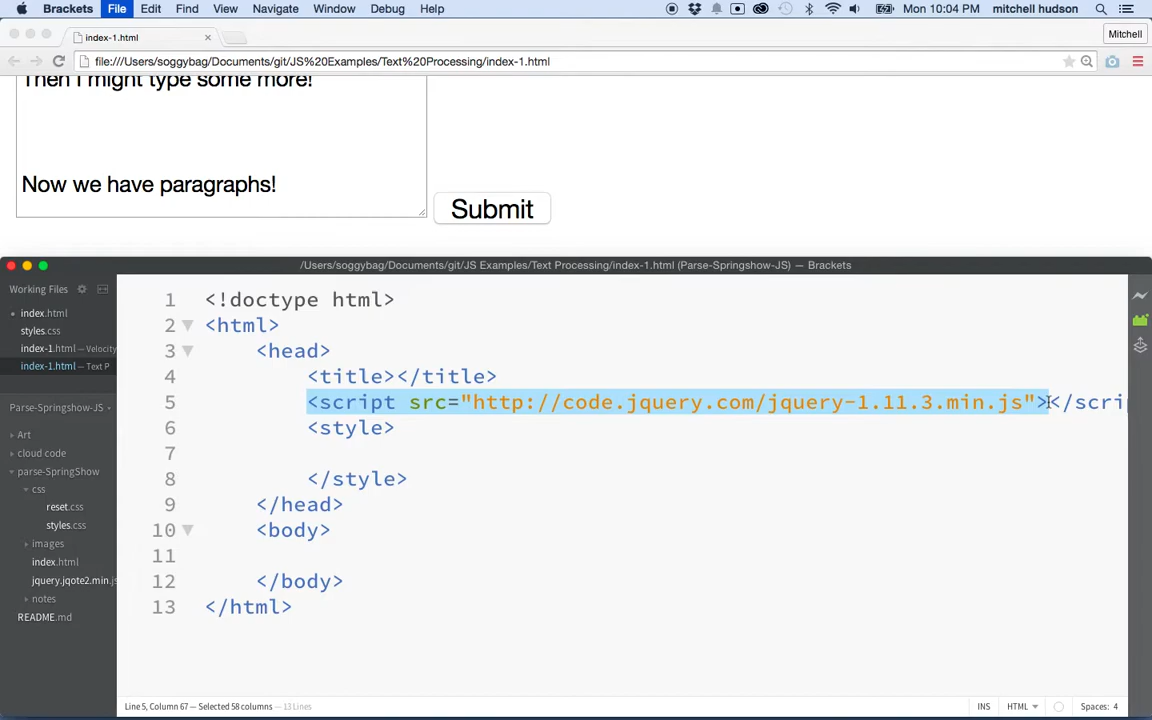 Brackets File Edit View Navigate Window Debug Help Mon 10:04 PM mitchell hudson
index-1.html Mitchell
file:///Users/soggybag/Documents/git/JS%20Examples/Text%20Processing/index-1.html
Then I might type some more!
Now we have paragraphs!
Submit
/Users/soggybag/Documents/git/JS Examples/Text Processing/index-1.html (Parse-Springshow-JS) — Brackets
Working Files
index.html
styles.css
index-1.html — Velocity
index-1.html — Text P
Parse-Springshow-JS
Art
cloud code
parse-SpringShow
css
reset.css
styles.css
images
index.html
jquery.jqote2.min.js
notes
README.md
1 <!doctype html>
2 <html>
3 <head>
4 <title></title>
5 <script src="http://code.jquery.com/jquery-1.11.3.min.js"></scri
6 <style>
7
8 </style>
9 </head>
10 <body>
11
12 </body>
13 </html>
Line 5, Column 67 — Selected 58 columns — 13 Lines INS HTML Spaces: 4